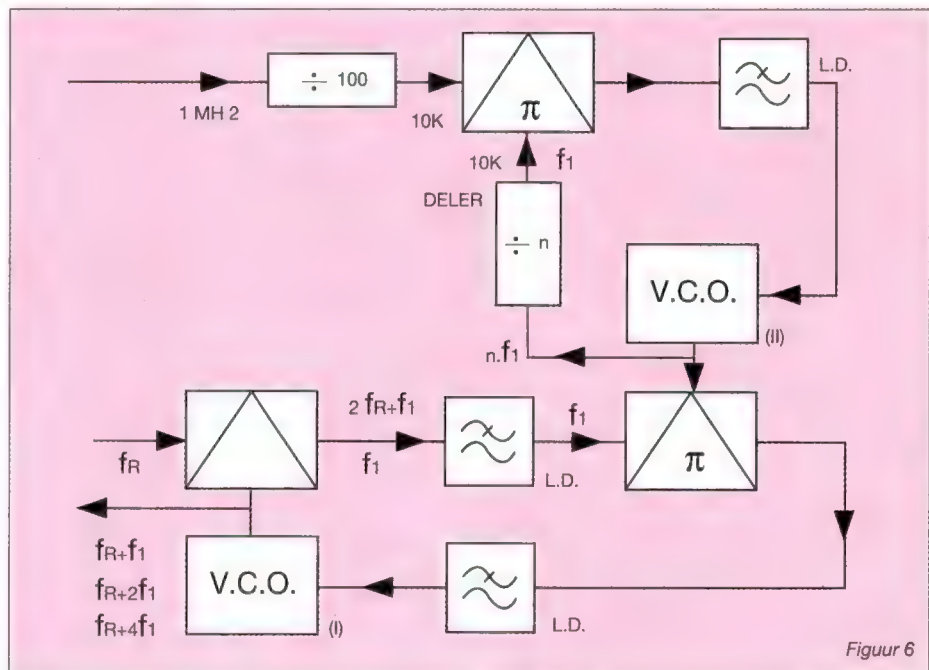 ÷ 100
1 MH 2
10K
π
L.D.
10K
f1
DELER
÷ n
V.C.O.
(II)
n.f1
fR
2 fR+f1
f1
L.D.
f1
π
fR+f1
fR+2f1
fR+4f1
V.C.O.
(I)
L.D.
Figuur 6